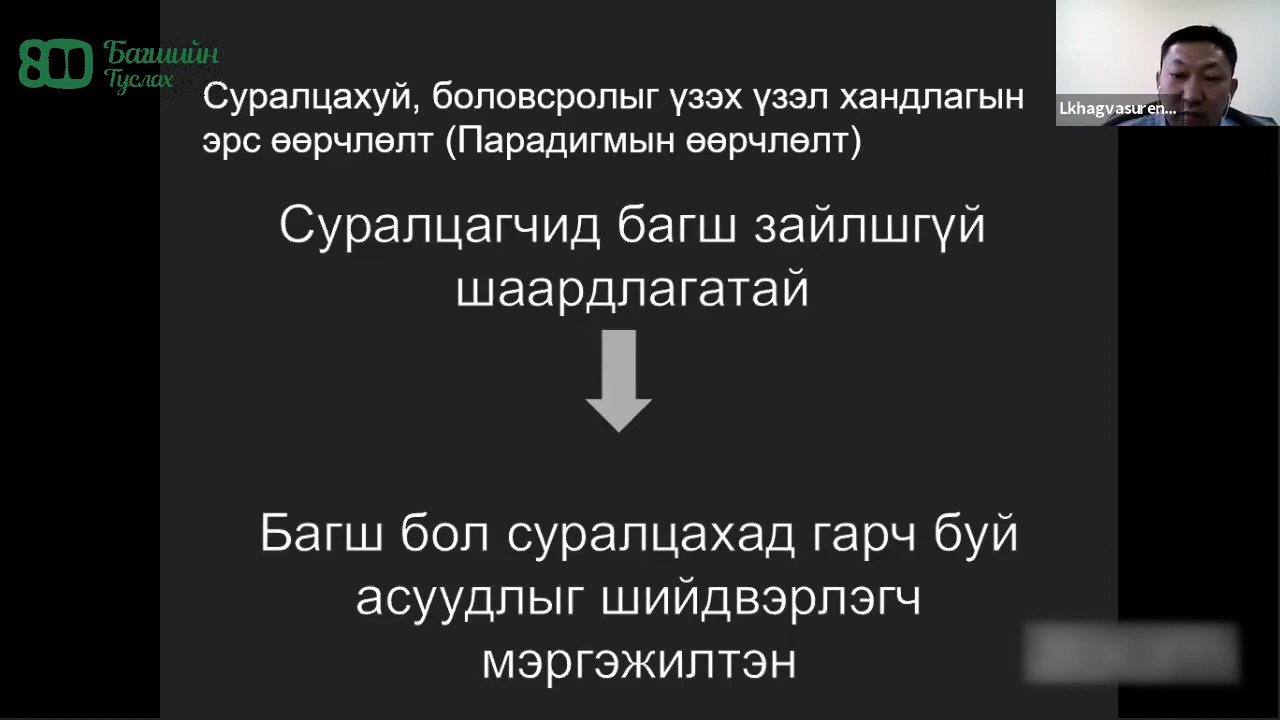 800 Багшийн
Туслах
Суралцахуй, боловсролыг үзэх үзэл хандлагын
эрс өөрчлөлт (Парадигмын өөрчлөлт)
Lkhagvasuren...
Суралцагчид багш зайлшгүй
шаардлагатай
Багш бол суралцахад гарч буй
асуудлыг шийдвэрлэгч
мэргэжилтэн